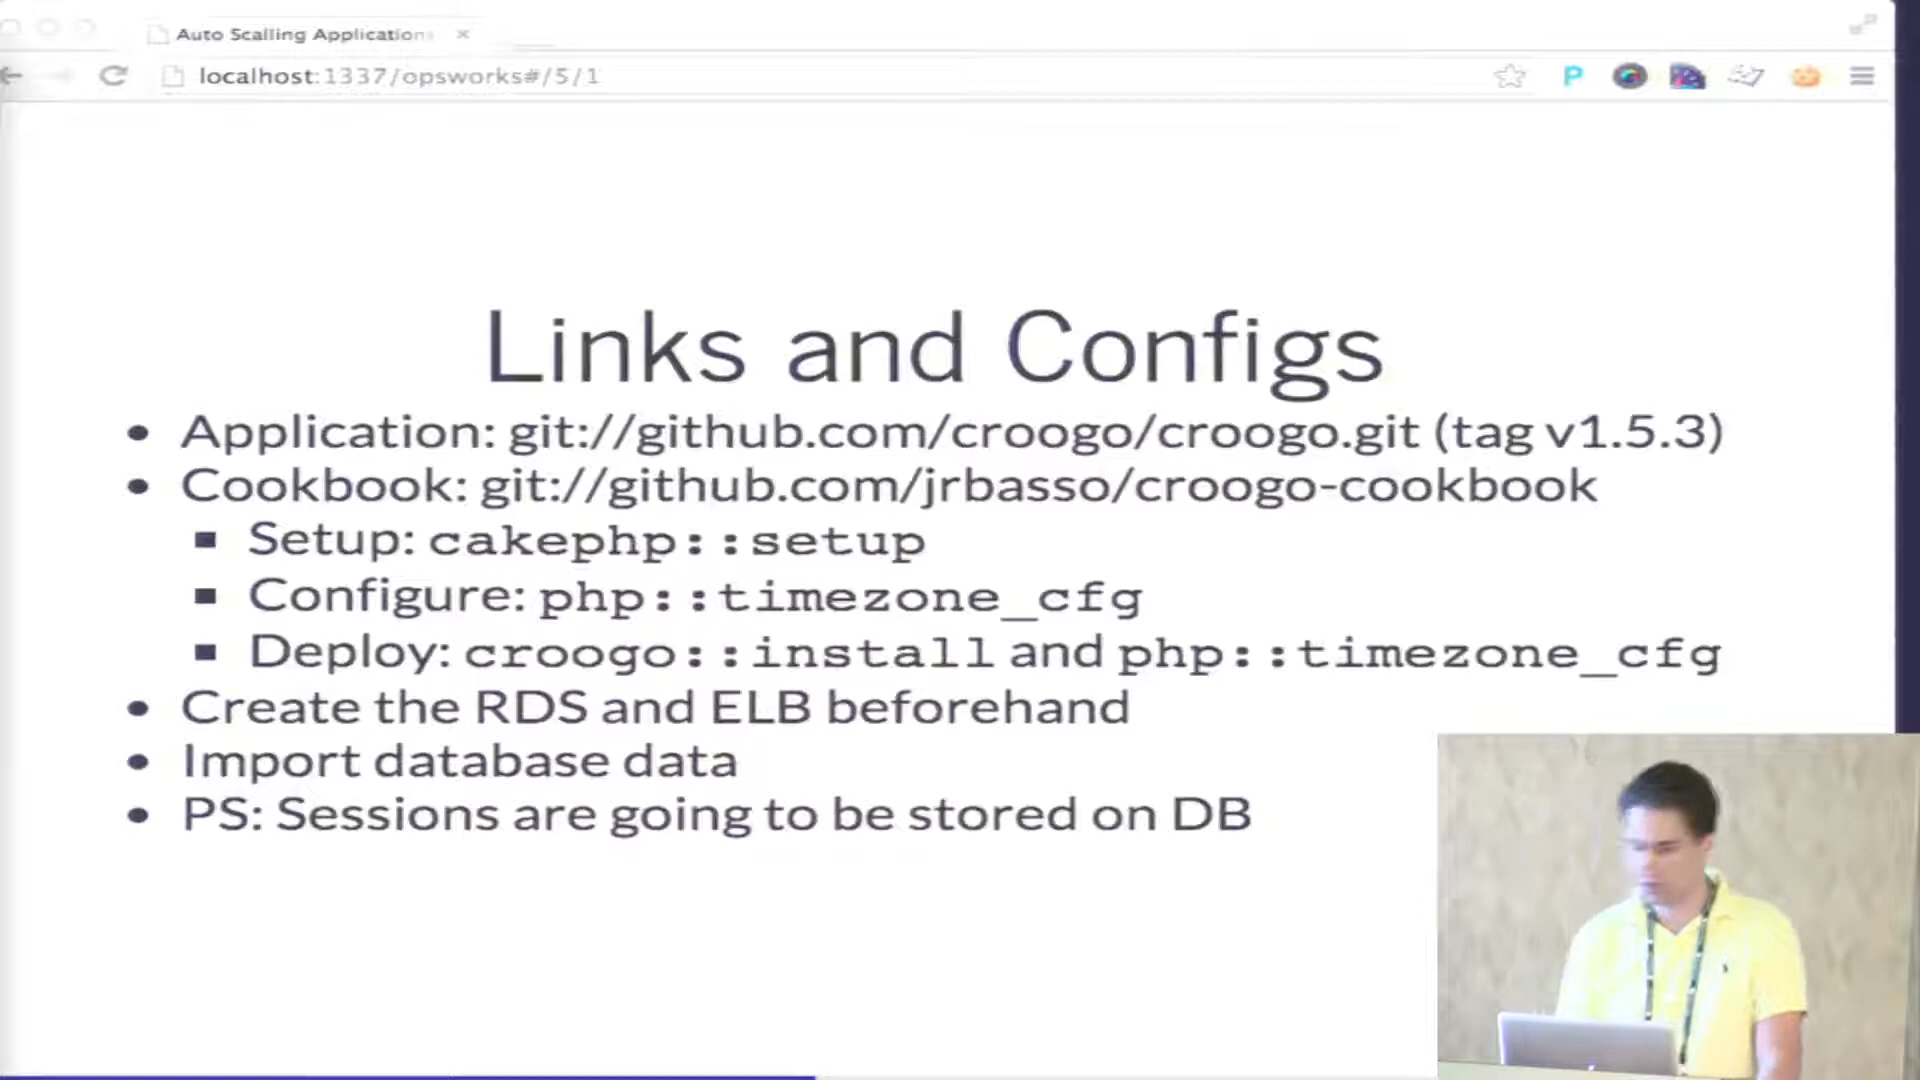 Auto Scalling Applications
localhost:1337/opsworks#/5/1
P
Links and Configs
Application: git://github.com/croogo/croogo.git (tag v1.5.3)
Cookbook: git://github.com/jrbasso/croogo-cookbook
Setup: cakephp::setup
Configure: php::timezone_cfg
Deploy: croogo::install and php::timezone_cfg
Create the RDS and ELB beforehand
Import database data
PS: Sessions are going to be stored on DB